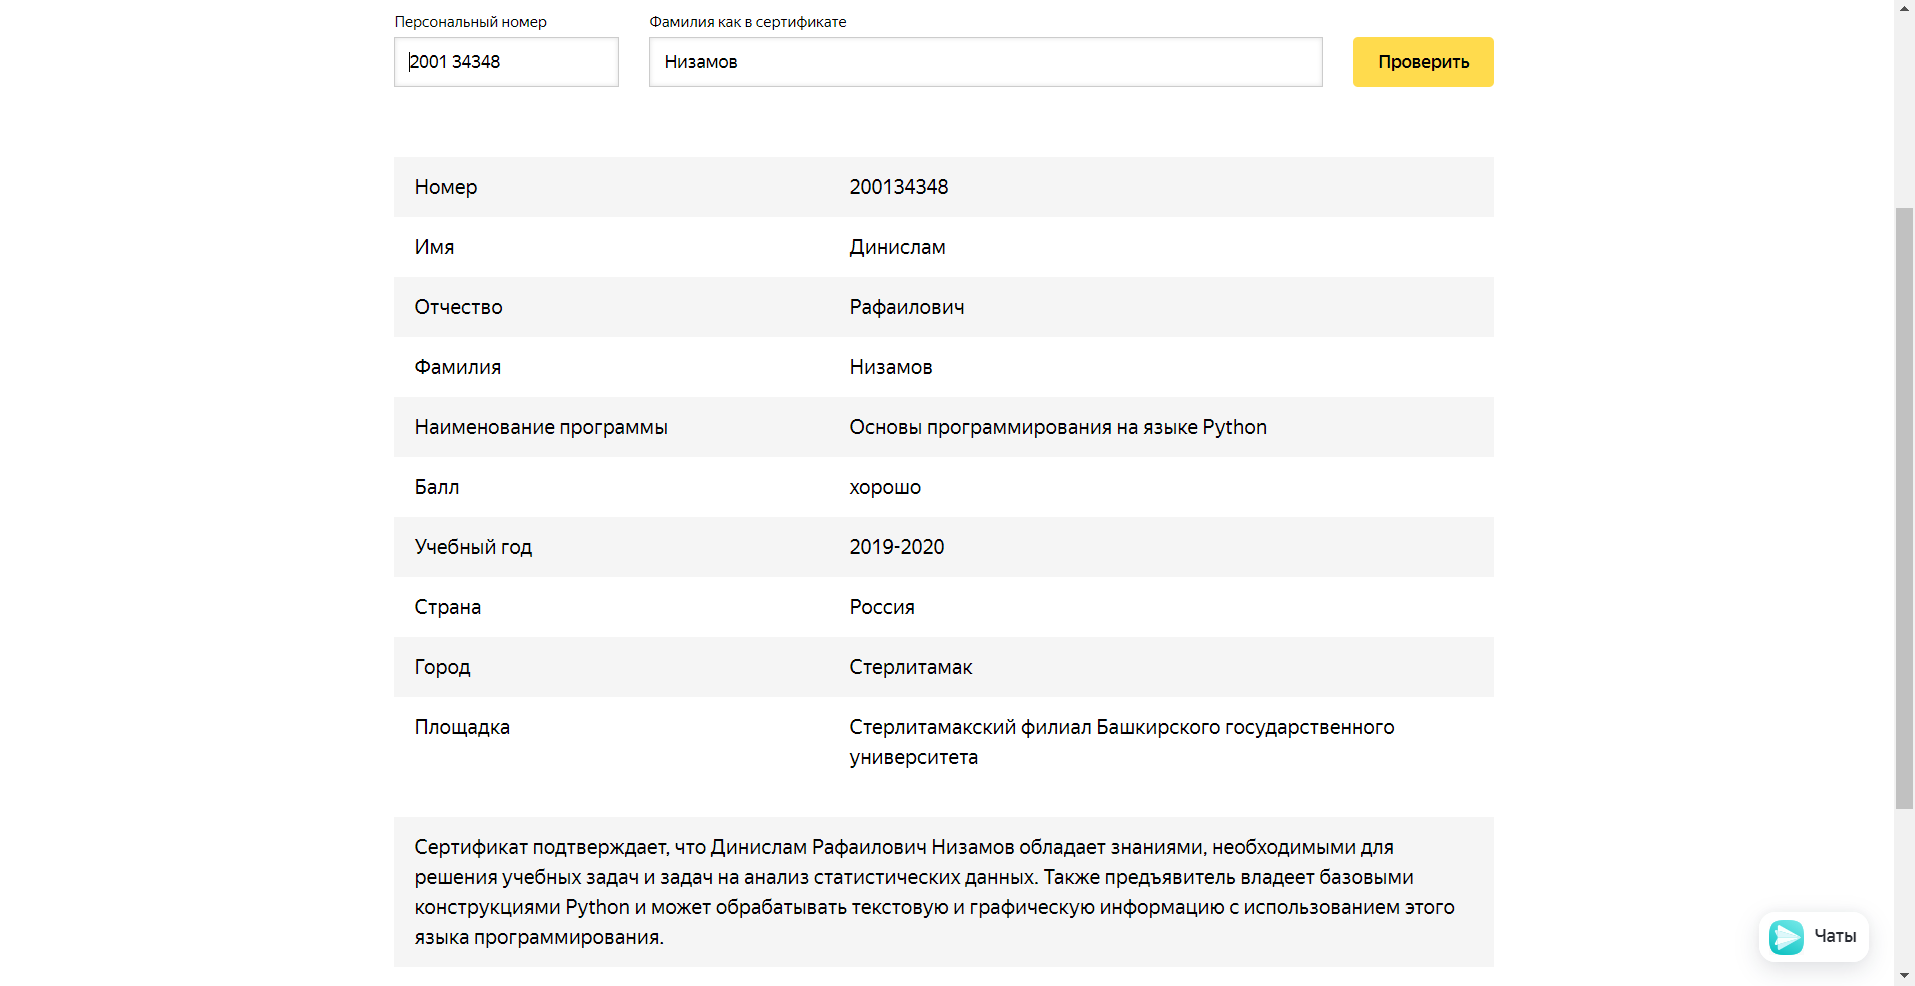 Персональный номер
Фамилия как в сертификате
2001 34348
Низамов
Проверить
Номер
200134348
Имя
Динислам
Отчество
Рафаилович
Фамилия
Низамов
Наименование программы
Основы программирования на языке Python
Балл
хорошо
Учебный год
2019-2020
Страна
Россия
Город
Стерлитамак
Площадка
Стерлитамакский филиал Башкирского государственного
университета
Сертификат подтверждает, что Динислам Рафаилович Низамов обладает знаниями, необходимыми для
решения учебных задач и задач на анализ статистических данных. Также предъявитель владеет базовыми
конструкциями Python и может обрабатывать текстовую и графическую информацию с использованием этого
языка программирования.
Чаты